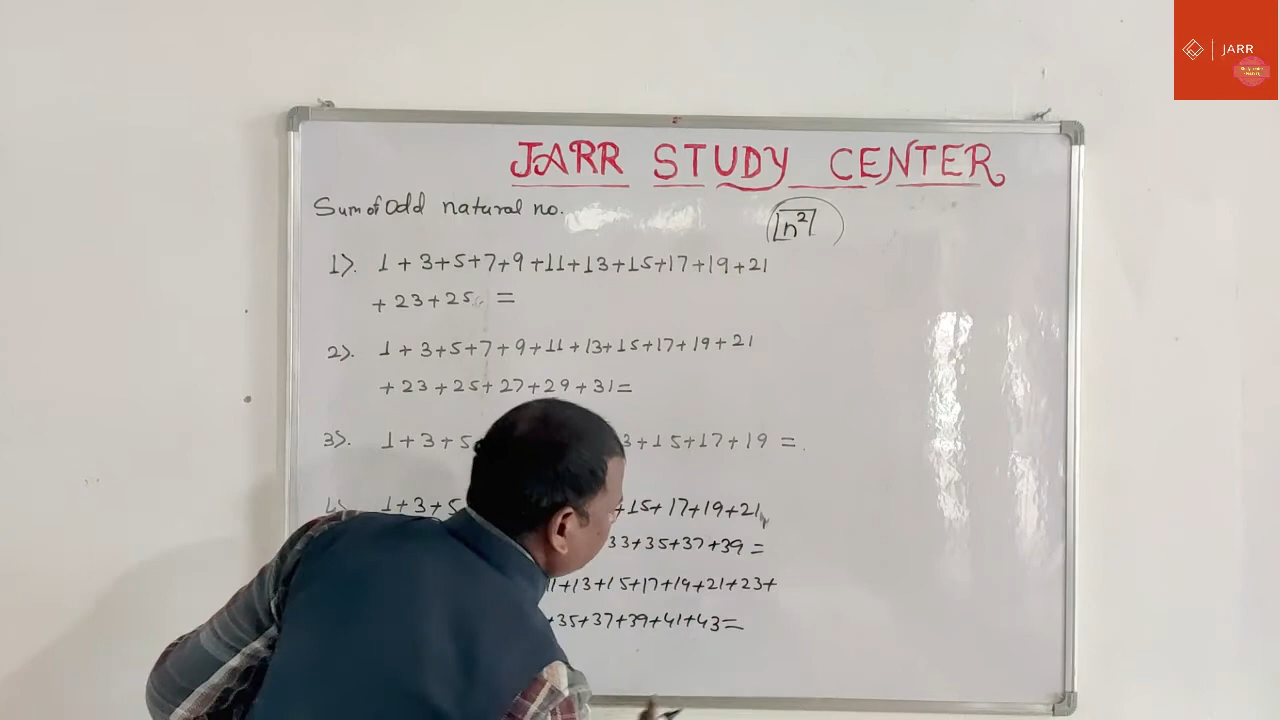 JARR
JARR STUDY CENTER
Sum of Odd natural no.
n²
1). 1 + 3+5+7+9+11+13+15+17+19+21
+ 23+25 =
2). 1 + 3+5+7+9+11+13+15+17+19+21
+ 23+25+27+29+31=
3). 1+3+5 3+15+17+19 =
1+3+5 +15+17+19+21
33+35+37+39 =
11+13+15+17+19+21+23+
+35+37+39+41+43=